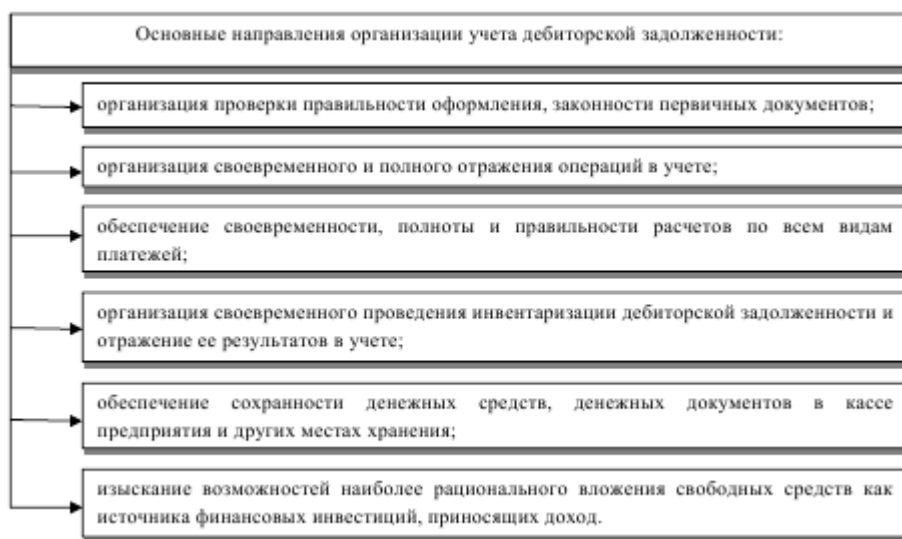 Основные направления организации учета дебиторской задолженности:
организация проверки правильности оформления, законности первичных документов;
организация своевременного и полного отражения операций в учете;
обеспечение своевременности, полноты и правильности расчетов по всем видам
платежей;
организация своевременного проведения инвентаризации дебиторской задолженности и
отражение ее результатов в учете;
обеспечение сохранности денежных средств, денежных документов в кассе
предприятия и других местах хранения;
изыскание возможностей наиболее рационального вложения свободных средств как
источника финансовых инвестиций, приносящих доход.